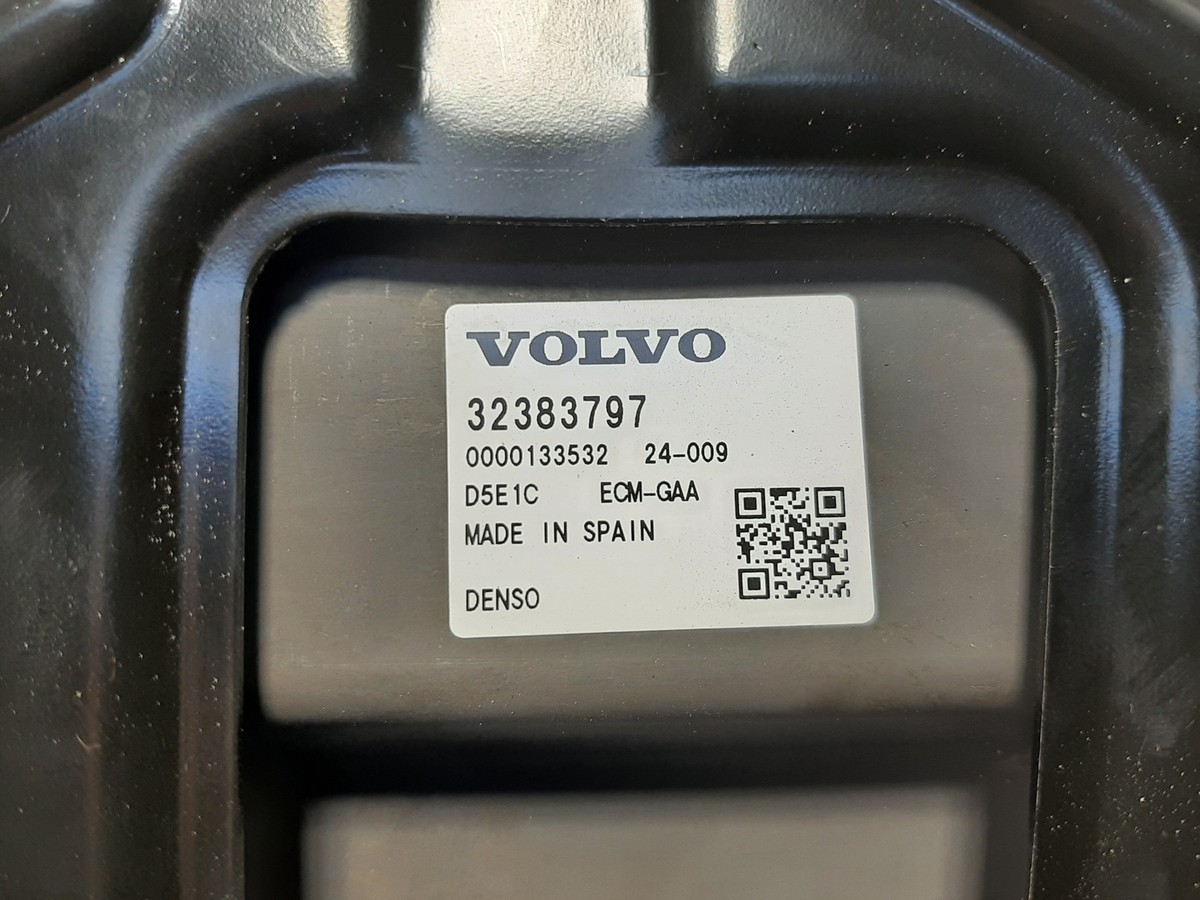 VOLVO
32383797
0000133532 24-009
D5E1C ECM-GAA
MADE IN SPAIN
DENSO